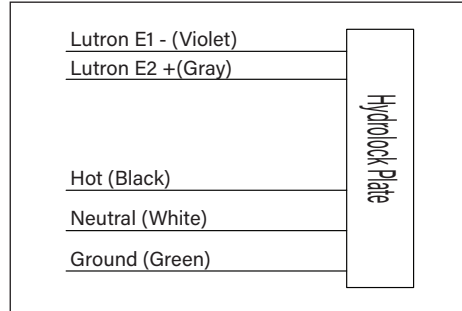 Lutron E1 - (Violet)
Lutron E2 +(Gray)
Hydrolock Plate
Hot (Black)
Neutral (White)
Ground (Green)